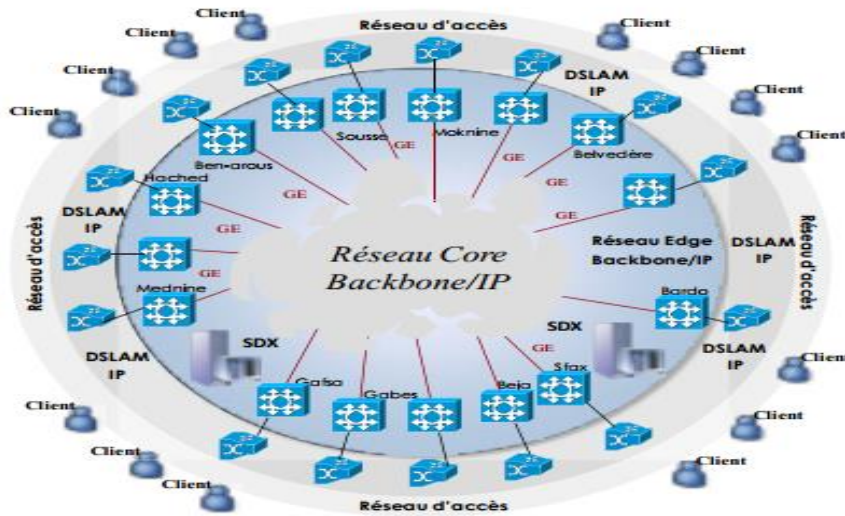 Client
Réseau d'accès
Client
Client
Client
Client
Client
DSLAM
IP
Client
Client
Client
Sousse
Moknine
Belvedère
Ben-arous
GE
GE
Hached
GE
GE
GE
DSLAM
IP
GE
Réseau d'accès
Réseau Core
Backbone/IP
Réseau Edge
Backbone/IP
DSLAM
IP
Réseau d'accès
GE
Mednine
Bardo
SDX
SDX
DSLAM
IP
GE
DSLAM
IP
Gafsa
Gabes
Beja
Sfax
Client
Client
Client
Client
Client
Client
Réseau d'accès